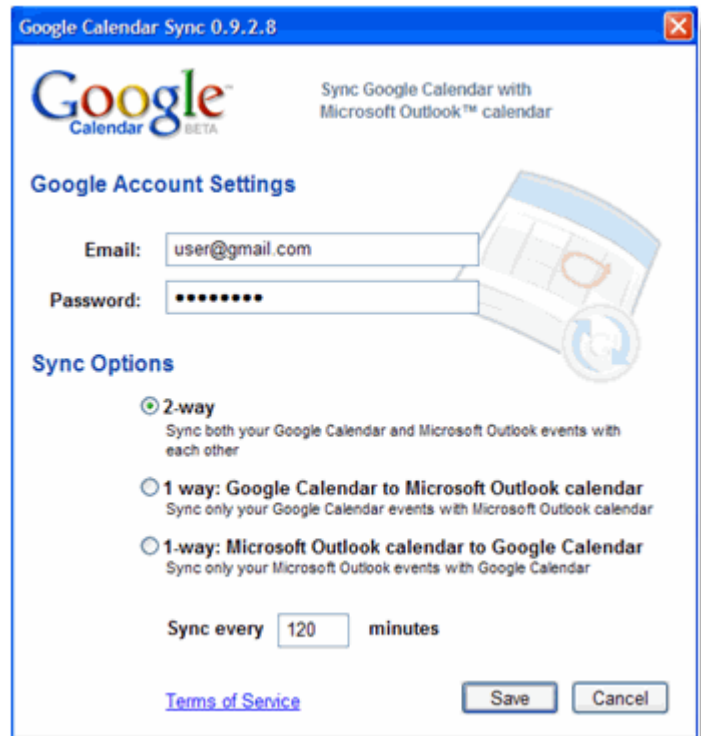 Google Calendar Sync 0.9.2.8
Google™
Calendar BETA
Sync Google Calendar with
Microsoft Outlook™ calendar
Google Account Settings
Email: user@gmail.com
Password: ••••••••
Sync Options
2-way
Sync both your Google Calendar and Microsoft Outlook events with
each other
1 way: Google Calendar to Microsoft Outlook calendar
Sync only your Google Calendar events with Microsoft Outlook calendar
1-way: Microsoft Outlook calendar to Google Calendar
Sync only your Microsoft Outlook events with Google Calendar
Sync every 120 minutes
Terms of Service Save Cancel